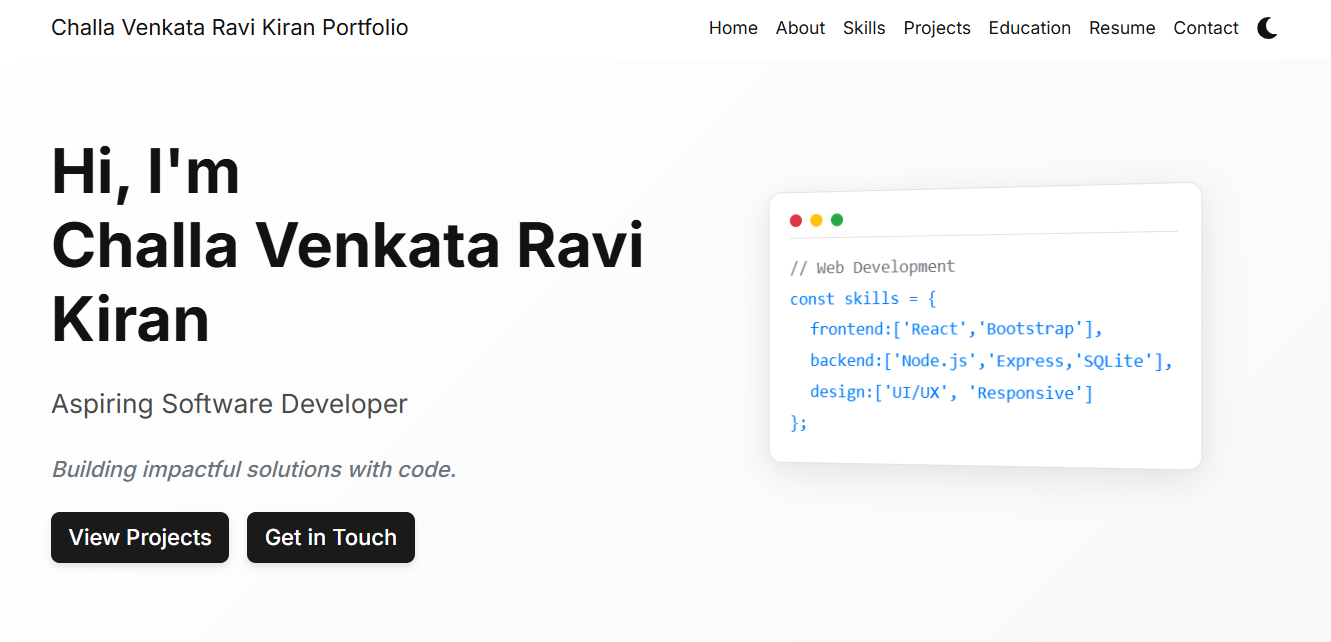 Challa Venkata Ravi Kiran Portfolio
Home About Skills Projects Education Resume Contact
Hi, I'm
Challa Venkata Ravi
Kiran
Aspiring Software Developer
Building impactful solutions with code.
View Projects
Get in Touch
// Web Development
const skills = {
frontend:['React','Bootstrap'],
backend:['Node.js','Express,'SQLite'],
design:['UI/UX', 'Responsive']
};